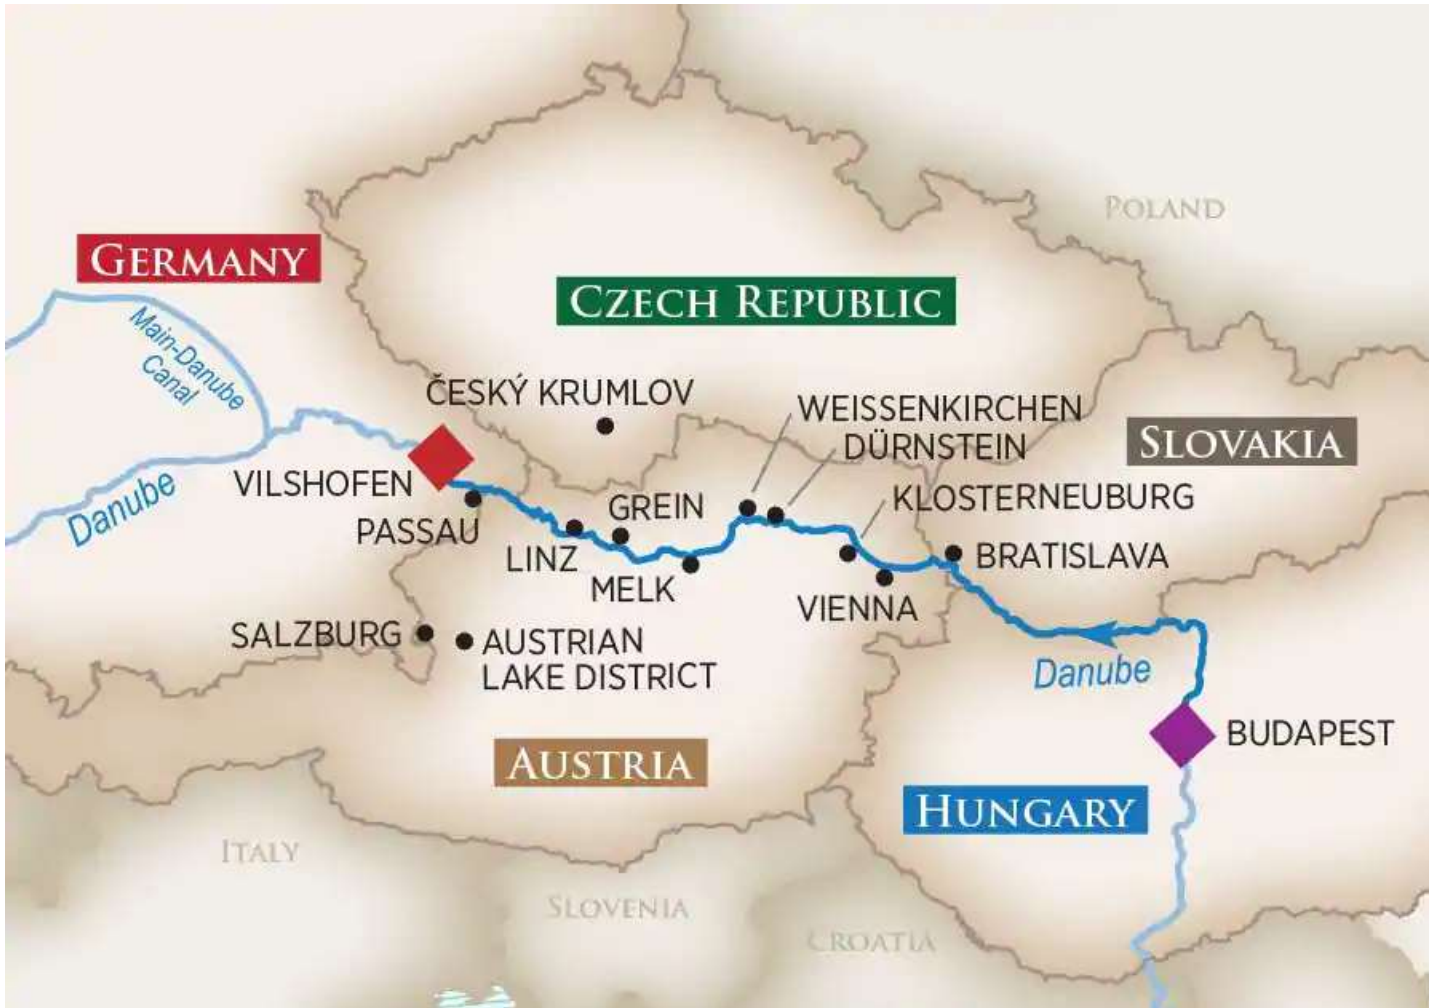 POLAND
GERMANY
CZECH REPUBLIC
Main-Danube
Canal
ČESKÝ KRUMLOV
WEISSENKIRCHEN
DÜRNSTEIN
SLOVAKIA
VILSHOFEN
Danube
KLOSTERNEUBURG
PASSAU
GREIN
LINZ
BRATISLAVA
MELK
VIENNA
SALZBURG
AUSTRIAN
LAKE DISTRICT
Danube
BUDAPEST
AUSTRIA
HUNGARY
ITALY
SLOVENIA
CROATIA